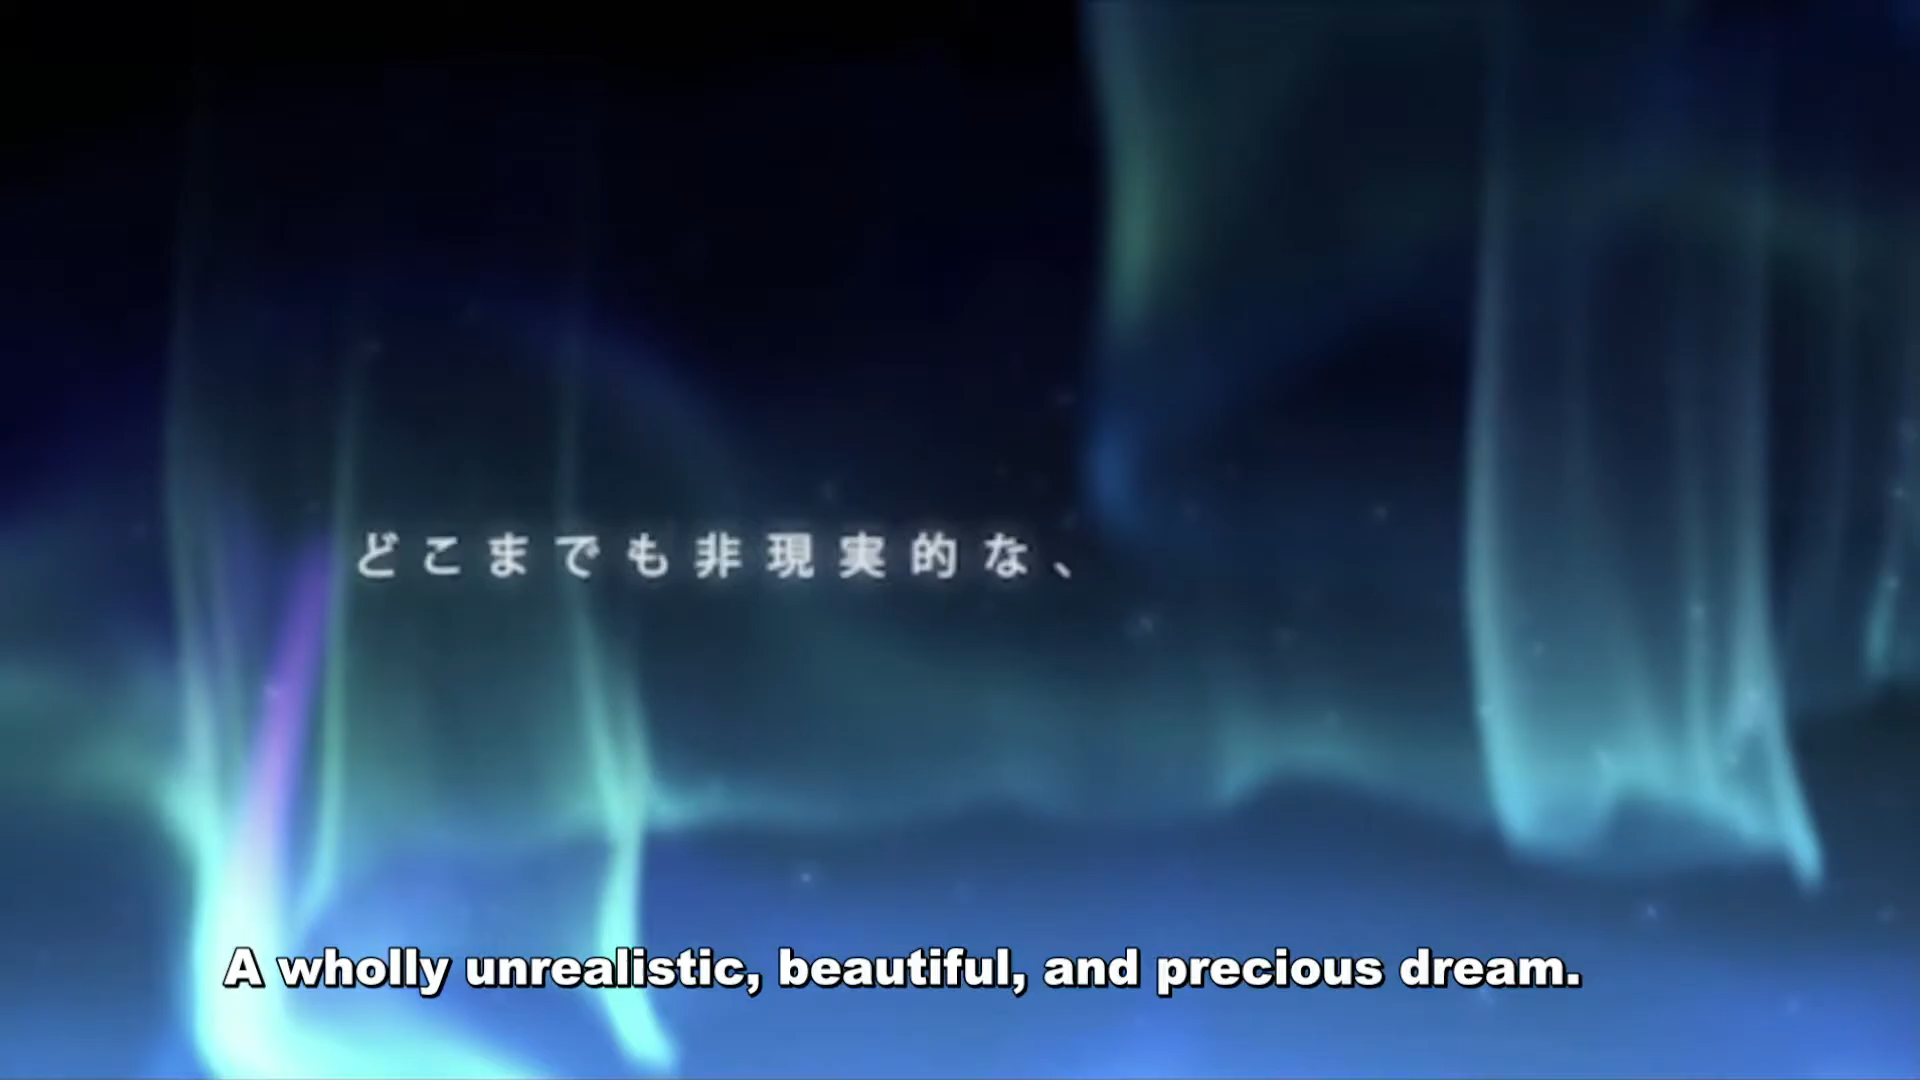 どこまでも非現実的な、
A wholly unrealistic, beautiful, and precious dream.